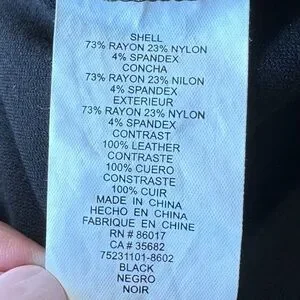 SHELL
73% RAYON 23% NYLON
4% SPANDEX
CONCHA
73% RAYON 23% NILON
4% SPANDEX
EXTERIEUR
73% RAYON 23% NYLON
4% SPANDEX
CONTRAST
100% LEATHER
CONTRASTE
100% CUERO
CONSTRASTE
100% CUIR
MADE IN CHINA
HECHO EN CHINA
FABRIQUE EN CHINE
RN # 86017
CA # 35682
75231101-8602
BLACK
NEGRO
NOIR